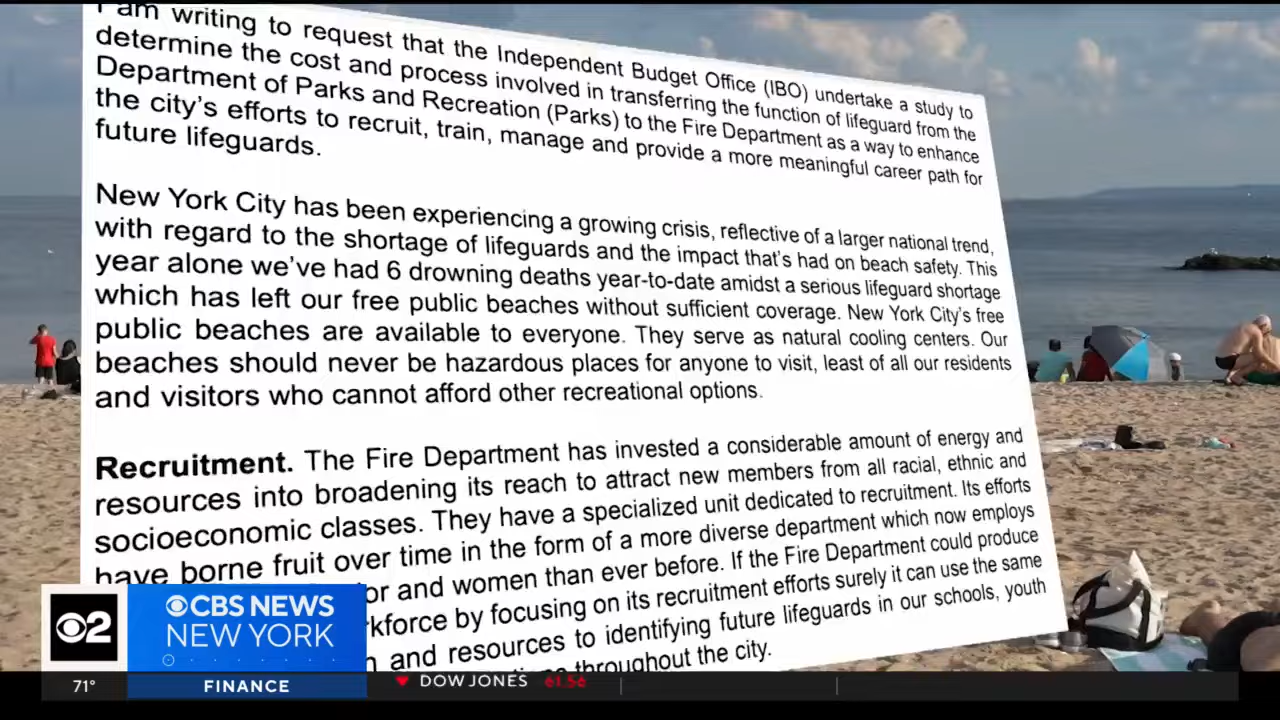 I am writing to request that the Independent Budget Office (IBO) undertake a study to
determine the cost and process involved in transferring the function of lifeguard from the
Department of Parks and Recreation (Parks) to the Fire Department as a way to enhance
the city's efforts to recruit, train, manage and provide a more meaningful career path for
future lifeguards.
New York City has been experiencing a growing crisis, reflective of a larger national trend,
with regard to the shortage of lifeguards and the impact that's had on beach safety. This
year alone we've had 6 drowning deaths year-to-date amidst a serious lifeguard shortage
which has left our free public beaches without sufficient coverage. New York City's free
public beaches are available to everyone. They serve as natural cooling centers. Our
beaches should never be hazardous places for anyone to visit, least of all our residents
and visitors who cannot afford other recreational options.
Recruitment. The Fire Department has invested a considerable amount of energy and
resources into broadening its reach to attract new members from all racial, ethnic and
socioeconomic classes. They have a specialized unit dedicated to recruitment. Its efforts
have borne fruit over time in the form of a more diverse department which now employs
or and women than ever before. If the Fire Department could produce
rkforce by focusing on its recruitment efforts surely it can use the same
and resources to identifying future lifeguards in our schools, youth
throughout the city.
2
CBS NEWS
NEW YORK
71°
FINANCE
DOW JONES 61.56